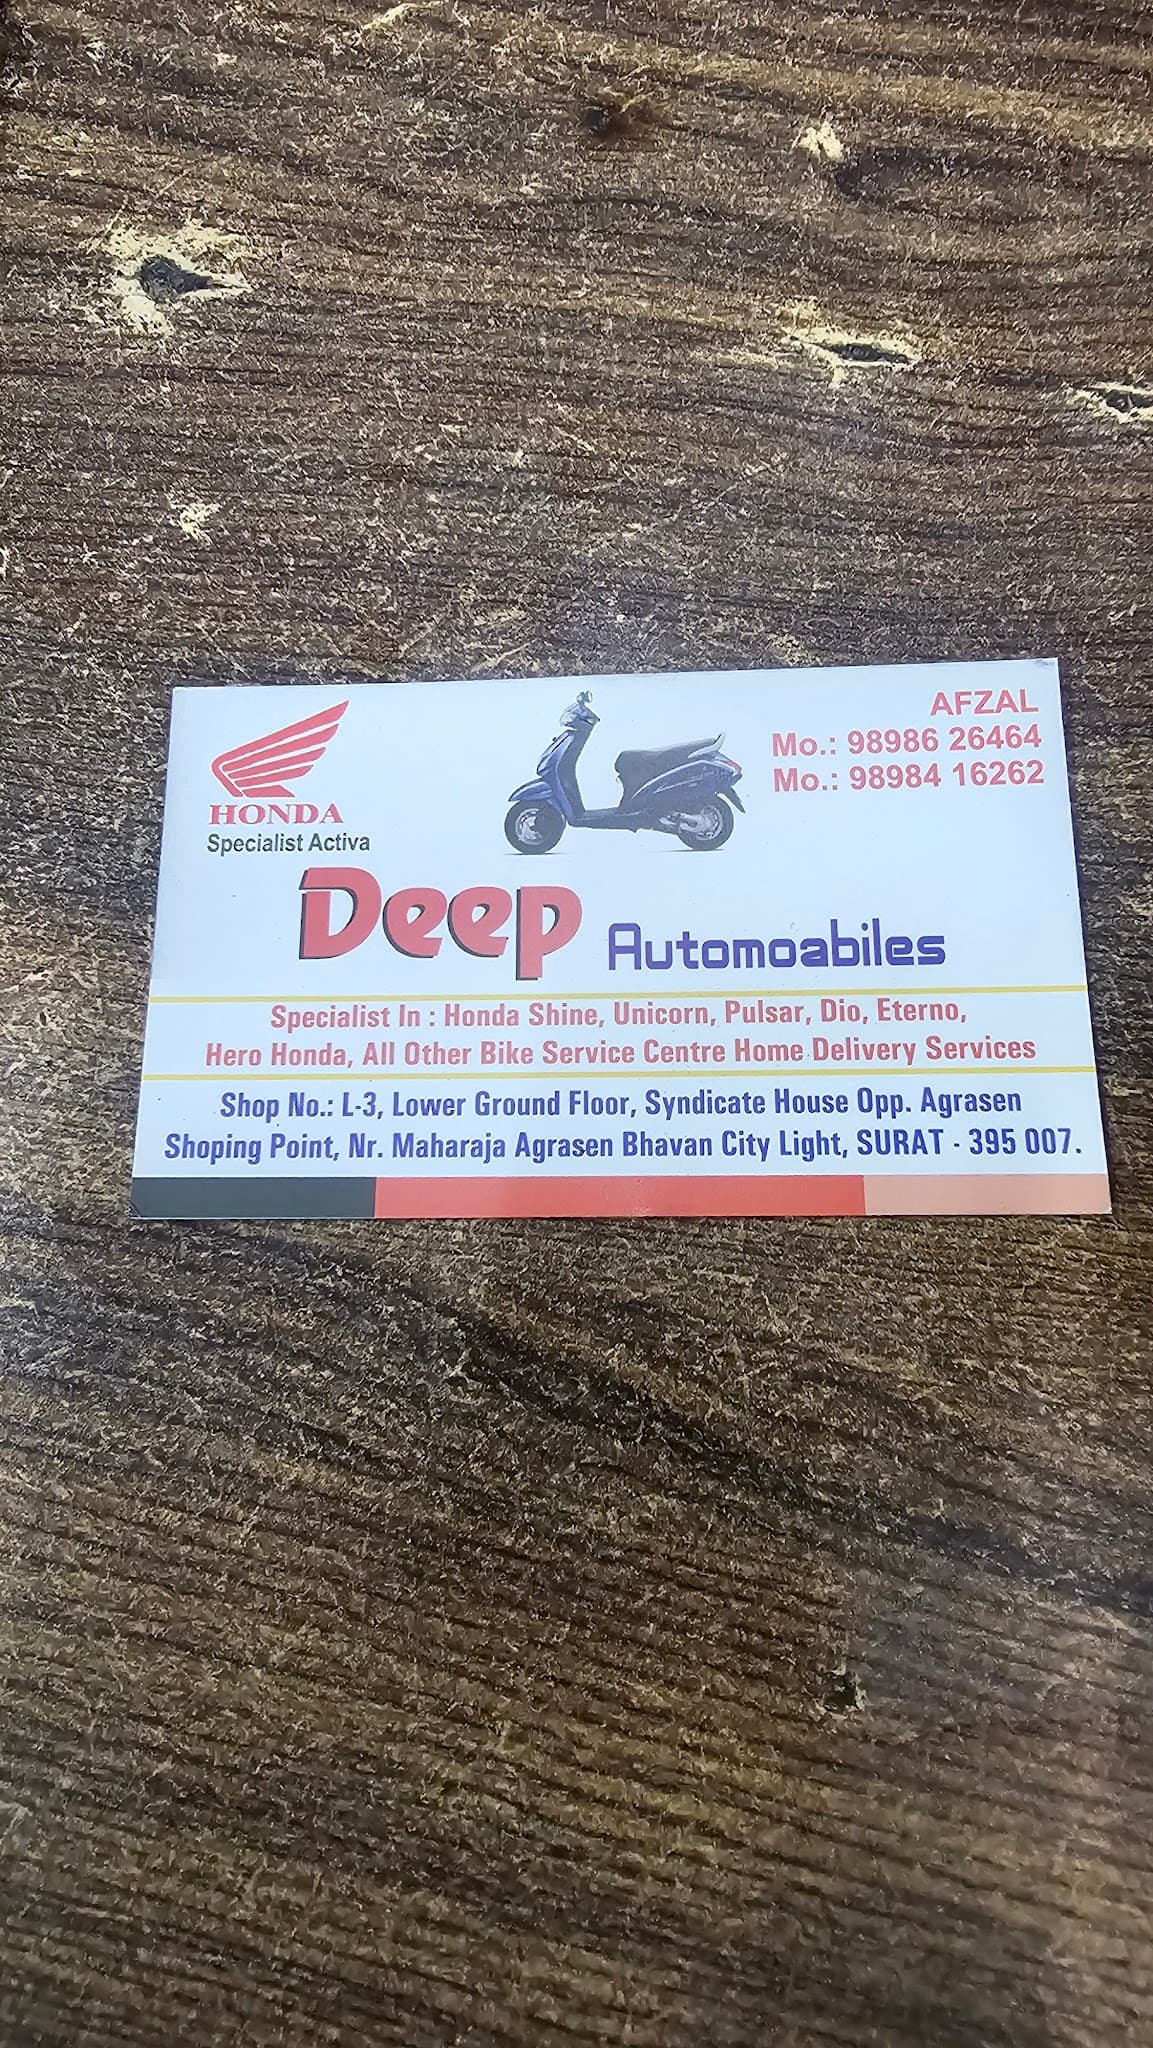 HONDA
Specialist Activa
AFZAL
Mo.: 98986 26464
Mo.: 98984 16262
Deep Automoabiles
Specialist In : Honda Shine, Unicorn, Pulsar, Dio, Eterno,
Hero Honda, All Other Bike Service Centre Home Delivery Services
Shop No.: L-3, Lower Ground Floor, Syndicate House Opp. Agrasen
Shoping Point, Nr. Maharaja Agrasen Bhavan City Light, SURAT - 395 007.